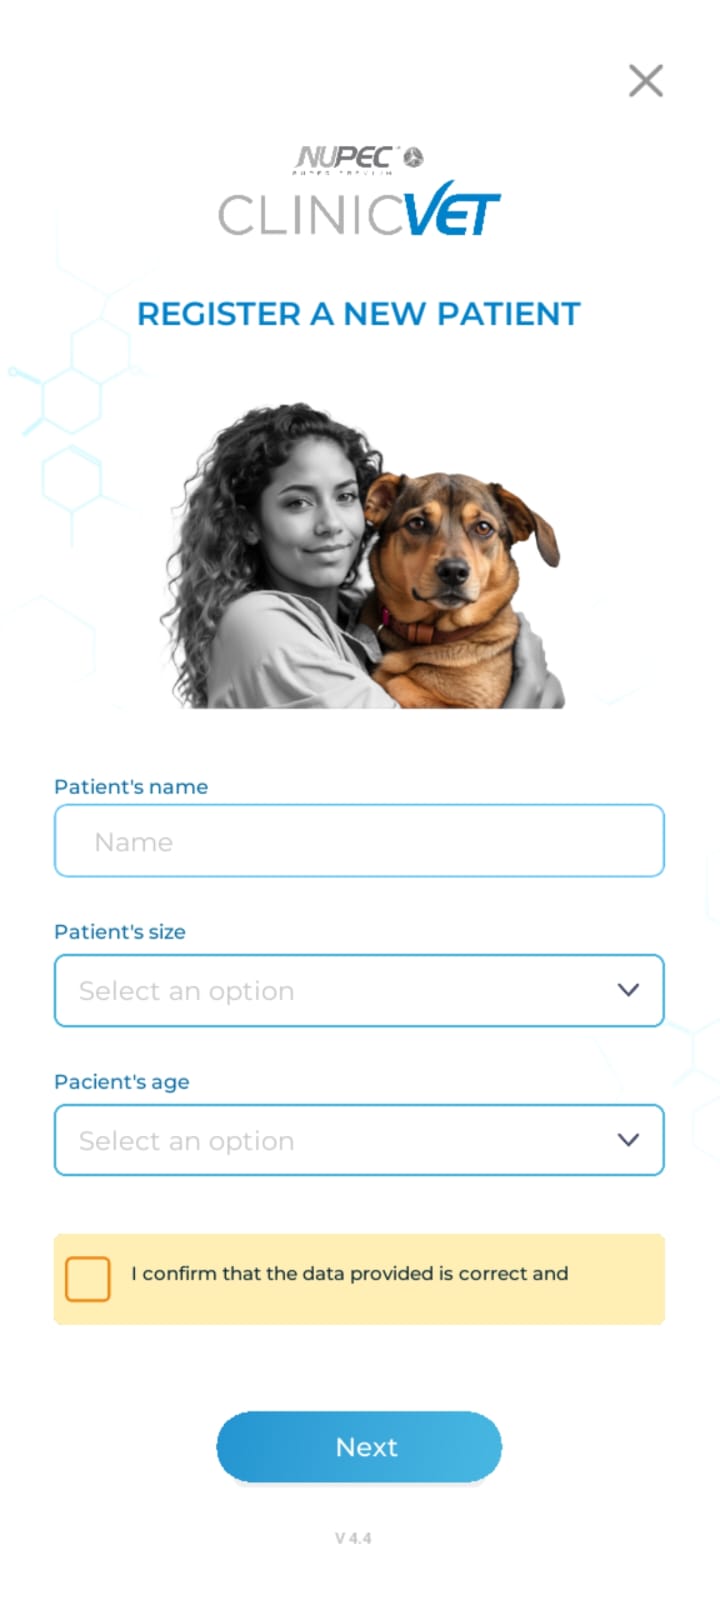 NUPEC
CLINICVET
REGISTER A NEW PATIENT
Patient's name
Name
Patient's size
Select an option
Pacient's age
Select an option
I confirm that the data provided is correct and
Next
V 4.4